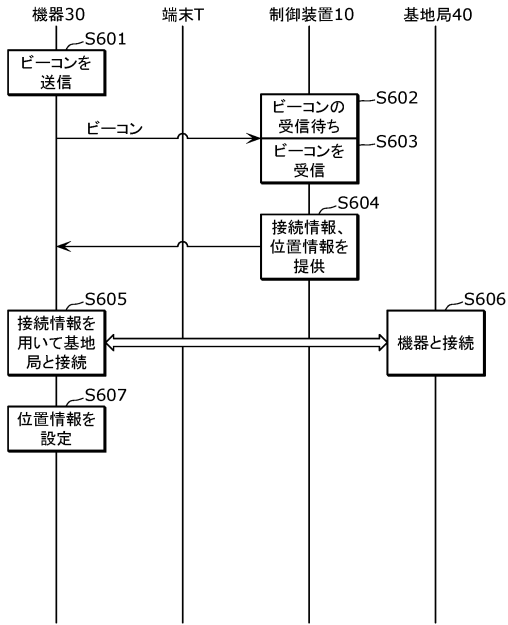 機器30 端末T 制御装置10 基地局40
S601
ビーコンを
送信
S602
ビーコンの
受信待ち
ビーコン
S603
ビーコンを
受信
S604
接続情報、
位置情報を
提供
S605
接続情報を
用いて基地
局と接続
S606
機器と接続
S607
位置情報を
設定